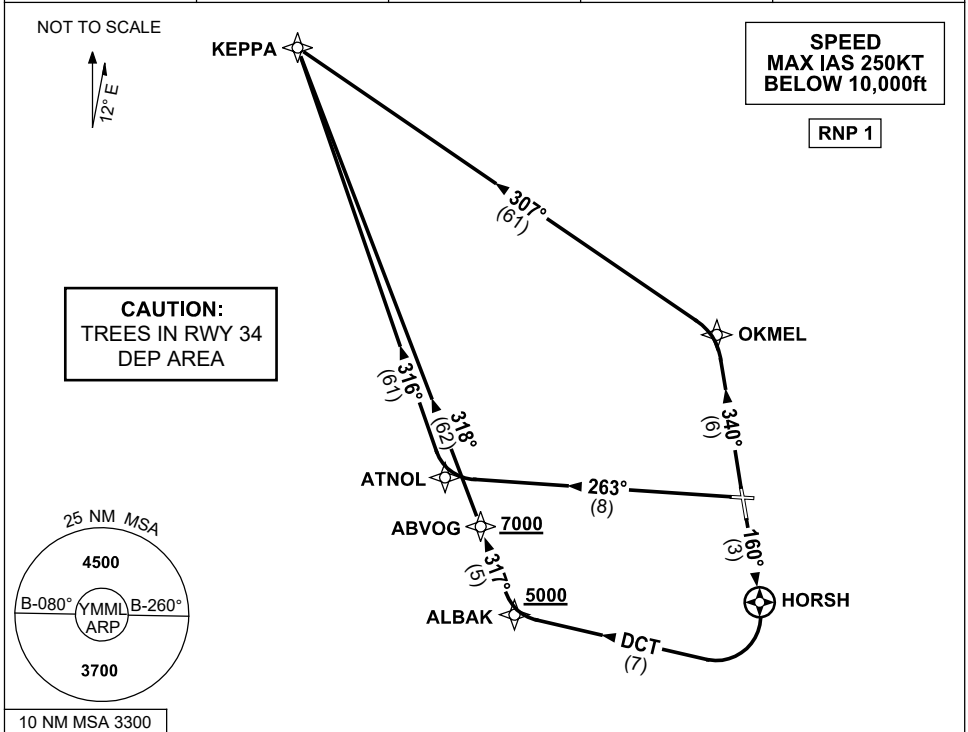 NOT TO SCALE
12° E
KEPPA
SPEED
MAX IAS 250KT
BELOW 10,000ft
RNP 1
307°
(61)
CAUTION:
TREES IN RWY 34
DEP AREA
OKMEL
316°
(61)
318°
(62)
340°
(6)
ATNOL
263°
(8)
ABVOG 7000
317°
(5)
160°
(3)
ALBAK 5000
HORSH
DCT
(7)
25 NM MSA
4500
B-080° YMML B-260°
ARP
3700
10 NM MSA 3300